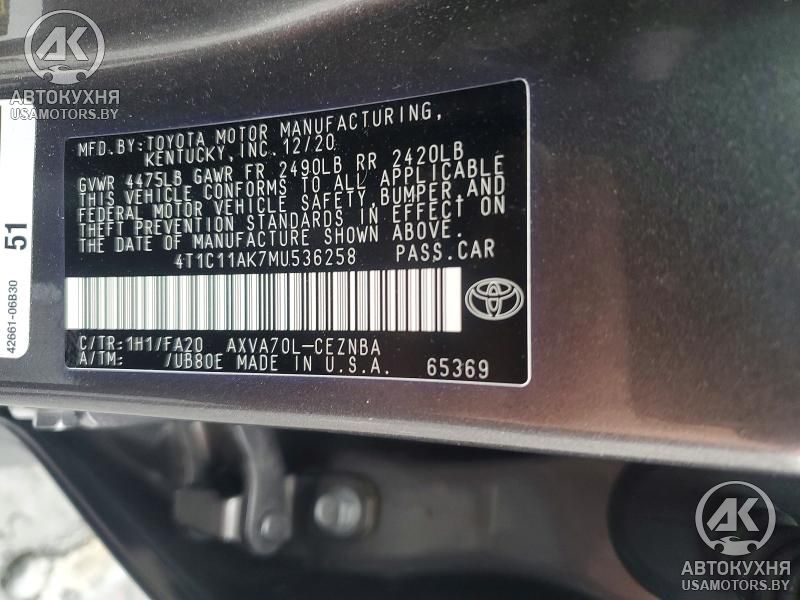 АК
АВТОКУХНЯ
USAMOTORS.BY
MFD.BY:TOYOTA MOTOR MANUFACTURING,
KENTUCKY,INC.12/20
GVWR 4475LB GAWR FR 2490LB RR 2420LB
THIS VEHICLE CONFORMS TO ALL APPLICABLE
FEDERAL MOTOR VEHICLE SAFETY,BUMPER,AND
THEFT PREVENTION STANDARDS IN EFFECT ON
THE DATE OF MANUFACTURE SHOWN ABOVE.
4T1C11AK7MU536258 PASS.CAR
C/TR:1H1/FA20 AXVA70L-CEZNBA
A/TM: /UB80E MADE IN U.S.A. 65369
51
42661-06B30
АК
АВТОКУХНЯ
USAMOTORS.BY